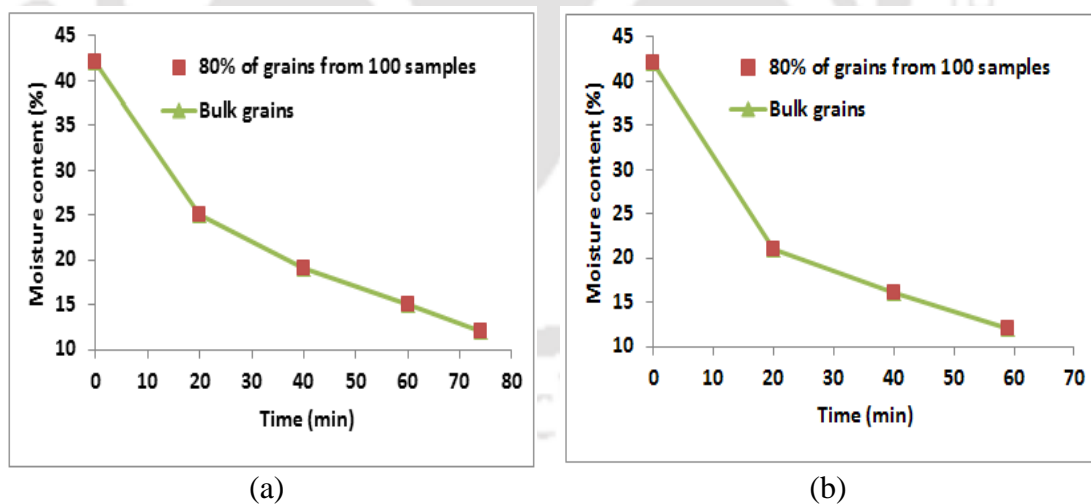 45
40
35
30
25
20
15
10
Moisture content (%)
80% of grains from 100 samples
Bulk grains
0 10 20 30 40 50 60 70 80
Time (min)
(a)
45
40
35
30
25
20
15
10
Moisture content (%)
80% of grains from 100 samples
Bulk grains
0 10 20 30 40 50 60 70
Time (min)
(b)